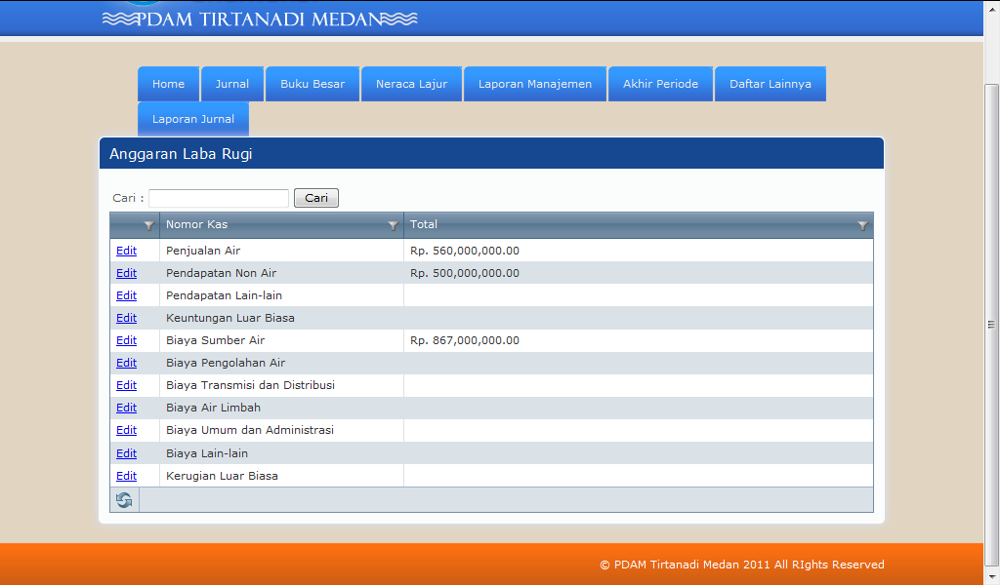 PDAM TIRTANADI MEDAN
Home Jurnal Buku Besar Neraca Lajur Laporan Manajemen Akhir Periode Daftar Lainnya
Laporan Jurnal
Anggaran Laba Rugi
Cari : Cari
Nomor Kas Total
Edit Penjualan Air Rp. 560,000,000.00
Edit Pendapatan Non Air Rp. 500,000,000.00
Edit Pendapatan Lain-lain
Edit Keuntungan Luar Biasa
Edit Biaya Sumber Air Rp. 867,000,000.00
Edit Biaya Pengolahan Air
Edit Biaya Transmisi dan Distribusi
Edit Biaya Air Limbah
Edit Biaya Umum dan Administrasi
Edit Biaya Lain-lain
Edit Kerugian Luar Biasa
© PDAM Tirtanadi Medan 2011 All RIghts Reserved